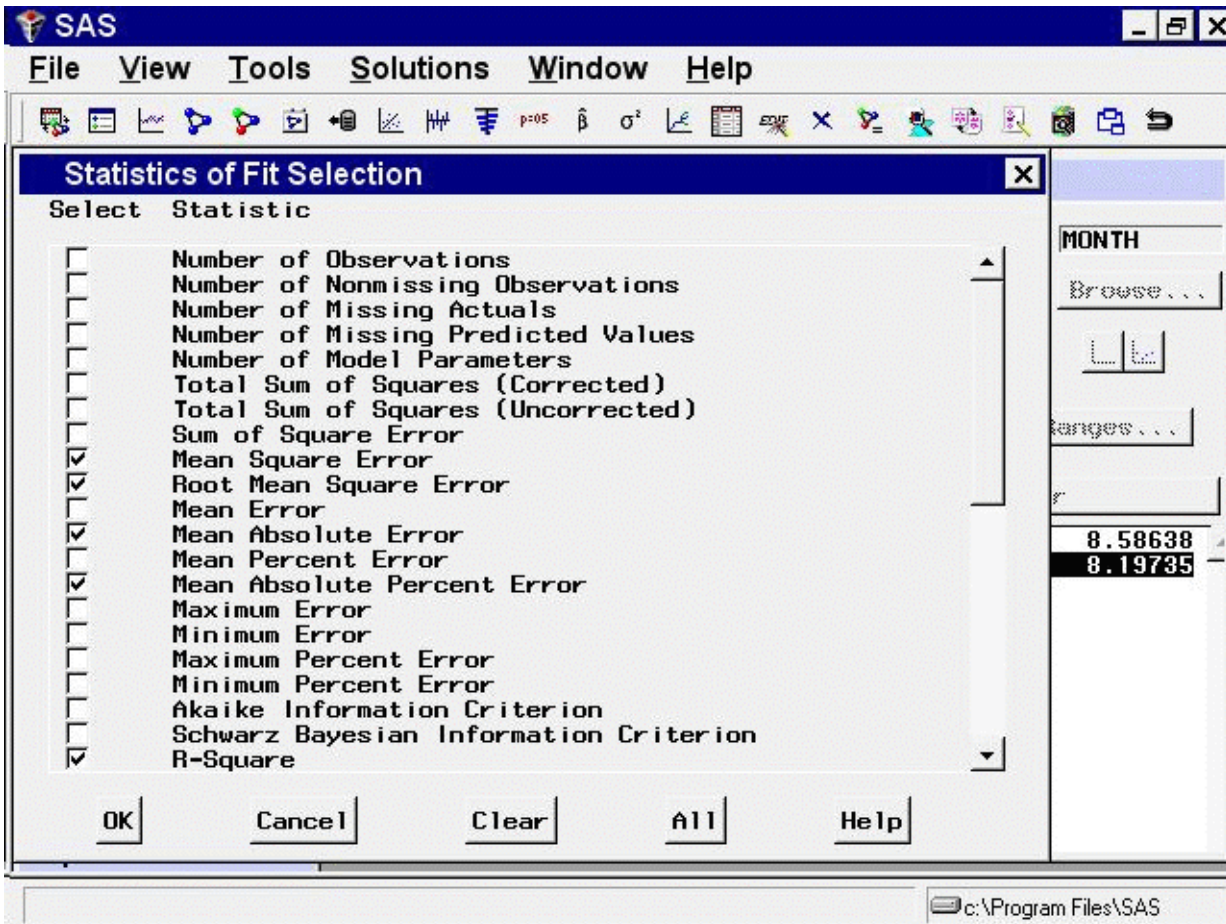 SAS
File View Tools Solutions Window Help
p=.05 β̂ σ²
Statistics of Fit Selection
Select Statistic
Number of Observations
Number of Nonmissing Observations
Number of Missing Actuals
Number of Missing Predicted Values
Number of Model Parameters
Total Sum of Squares (Corrected)
Total Sum of Squares (Uncorrected)
Sum of Square Error
Mean Square Error
Root Mean Square Error
Mean Error
Mean Absolute Error
Mean Percent Error
Mean Absolute Percent Error
Maximum Error
Minimum Error
Maximum Percent Error
Minimum Percent Error
Akaike Information Criterion
Schwarz Bayesian Information Criterion
R-Square
OK Cancel Clear All Help
MONTH
Browse...
Ranges...
8.58638
8.19735
c:\Program Files\SAS